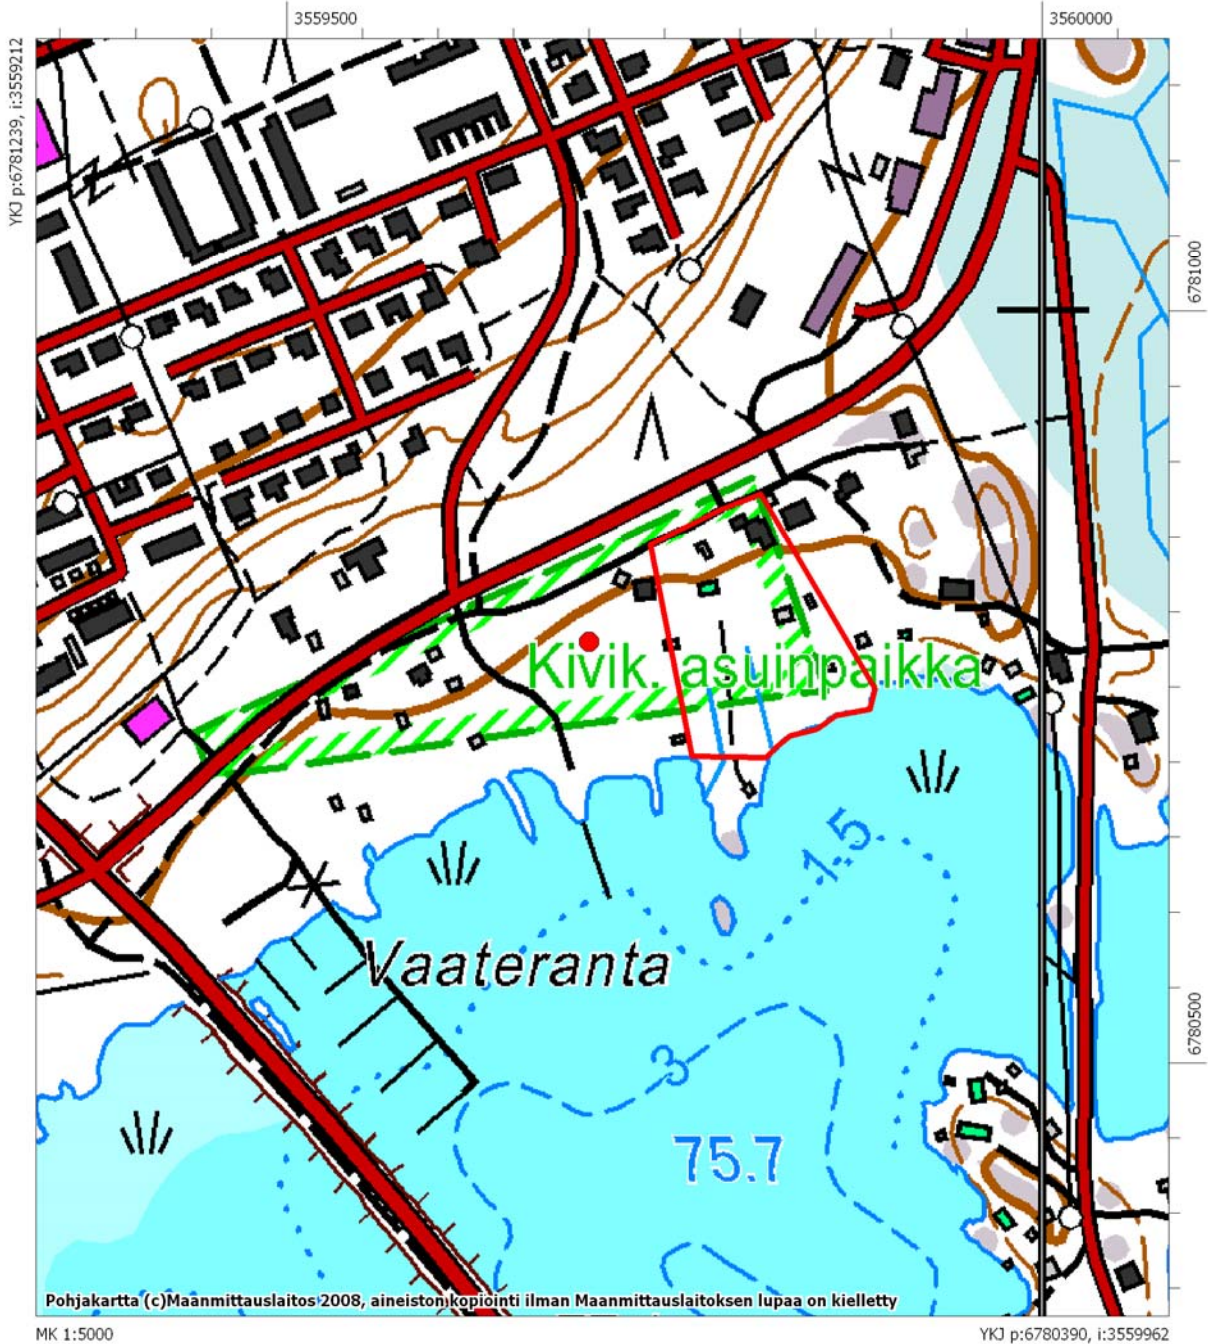 3559500
3560000
YKJ p:6781239, i:3559212
6781000
Kivik. asuinpaikka
1.5
Vaateranta
3
75.7
6780500
Pohjakartta (c)Maanmittauslaitos 2008, aineiston kopiointi ilman Maanmittauslaitoksen lupaa on kielletty
MK 1:5000
YKJ p:6780390, i:3559962